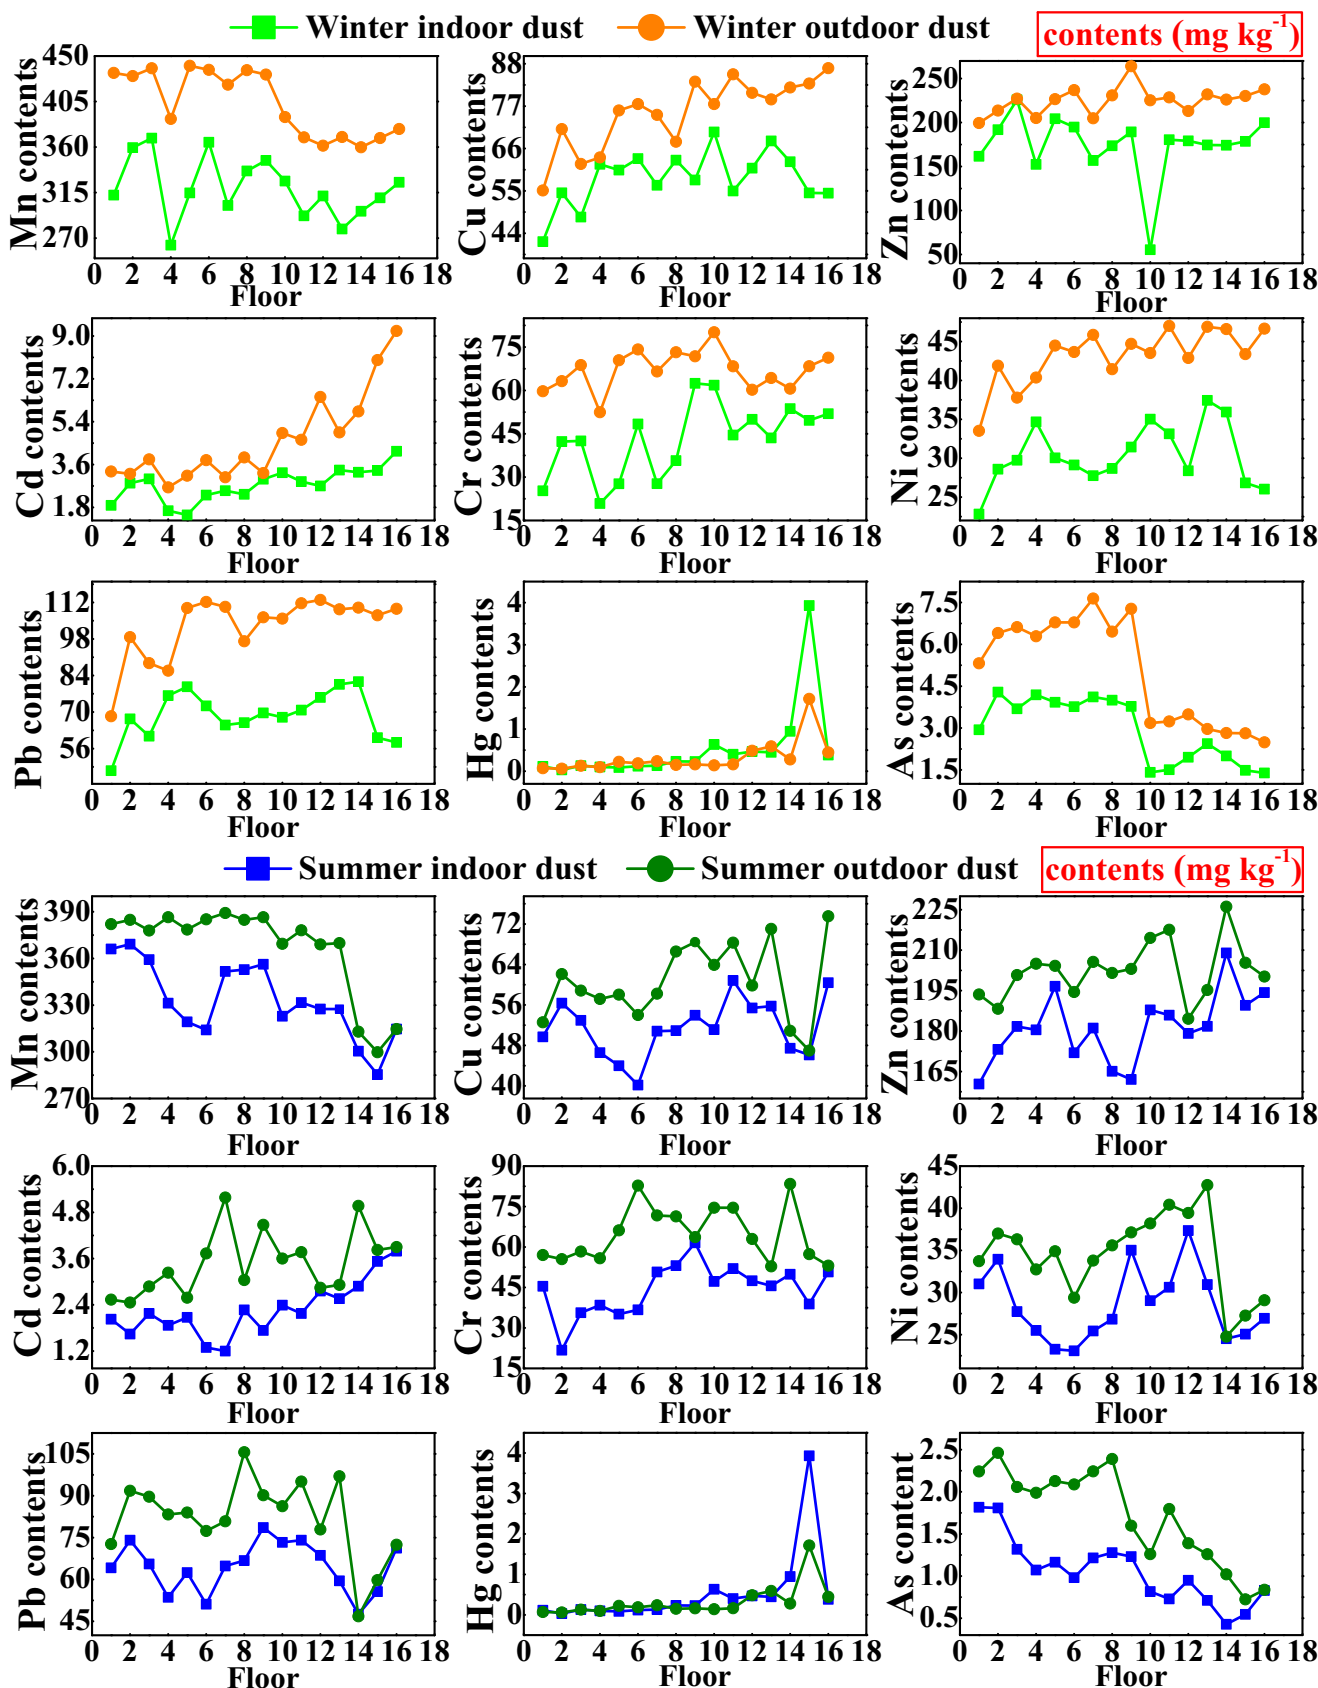 Winter indoor dust Winter outdoor dust contents (mg kg⁻¹)
Mn contents
450
405
360
315
270
0 2 4 6 8 10 12 14 16 18
Floor
Cu contents
88
77
66
55
44
0 2 4 6 8 10 12 14 16 18
Floor
Zn contents
250
200
150
100
50
0 2 4 6 8 10 12 14 16 18
Floor
Cd contents
9.0
7.2
5.4
3.6
1.8
0 2 4 6 8 10 12 14 16 18
Floor
Cr contents
75
60
45
30
15
0 2 4 6 8 10 12 14 16 18
Floor
Ni contents
45
40
35
30
25
0 2 4 6 8 10 12 14 16 18
Floor
Pb contents
112
98
84
70
56
0 2 4 6 8 10 12 14 16 18
Floor
Hg contents
4
3
2
1
0
0 2 4 6 8 10 12 14 16 18
Floor
As contents
7.5
6.0
4.5
3.0
1.5
0 2 4 6 8 10 12 14 16 18
Floor
Summer indoor dust Summer outdoor dust contents (mg kg⁻¹)
Mn contents
390
360
330
300
270
0 2 4 6 8 10 12 14 16 18
Floor
Cu contents
72
64
56
48
40
0 2 4 6 8 10 12 14 16 18
Floor
Zn contents
225
210
195
180
165
0 2 4 6 8 10 12 14 16 18
Floor
Cd contents
6.0
4.8
3.6
2.4
1.2
0 2 4 6 8 10 12 14 16 18
Floor
Cr contents
90
75
60
45
30
15
0 2 4 6 8 10 12 14 16 18
Floor
Ni contents
45
40
35
30
25
0 2 4 6 8 10 12 14 16 18
Floor
Pb contents
105
90
75
60
45
0 2 4 6 8 10 12 14 16 18
Floor
Hg contents
4
3
2
1
0
0 2 4 6 8 10 12 14 16 18
Floor
As content
2.5
2.0
1.5
1.0
0.5
0 2 4 6 8 10 12 14 16 18
Floor